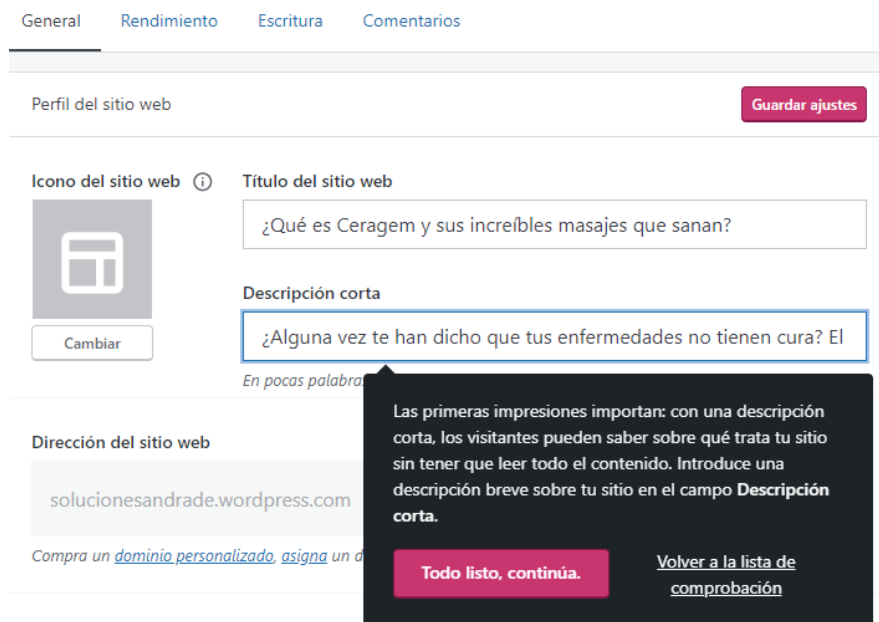 General Rendimiento Escritura Comentarios
Perfil del sitio web
Guardar ajustes
Icono del sitio web
Cambiar
Título del sitio web
¿Qué es Ceragem y sus increíbles masajes que sanan?
Descripción corta
¿Alguna vez te han dicho que tus enfermedades no tienen cura? El
En pocas
Las primeras impresiones importan: con una descripción
corta, los visitantes pueden saber sobre qué trata tu sitio
sin tener que leer todo el contenido. Introduce una
descripción breve sobre tu sitio en el campo Descripción
corta.
Todo listo, continúa.
Volver a la lista de
comprobación
Dirección del sitio web
solucionesandrade.wordpress.com
Compra un dominio personalizado, asigna un